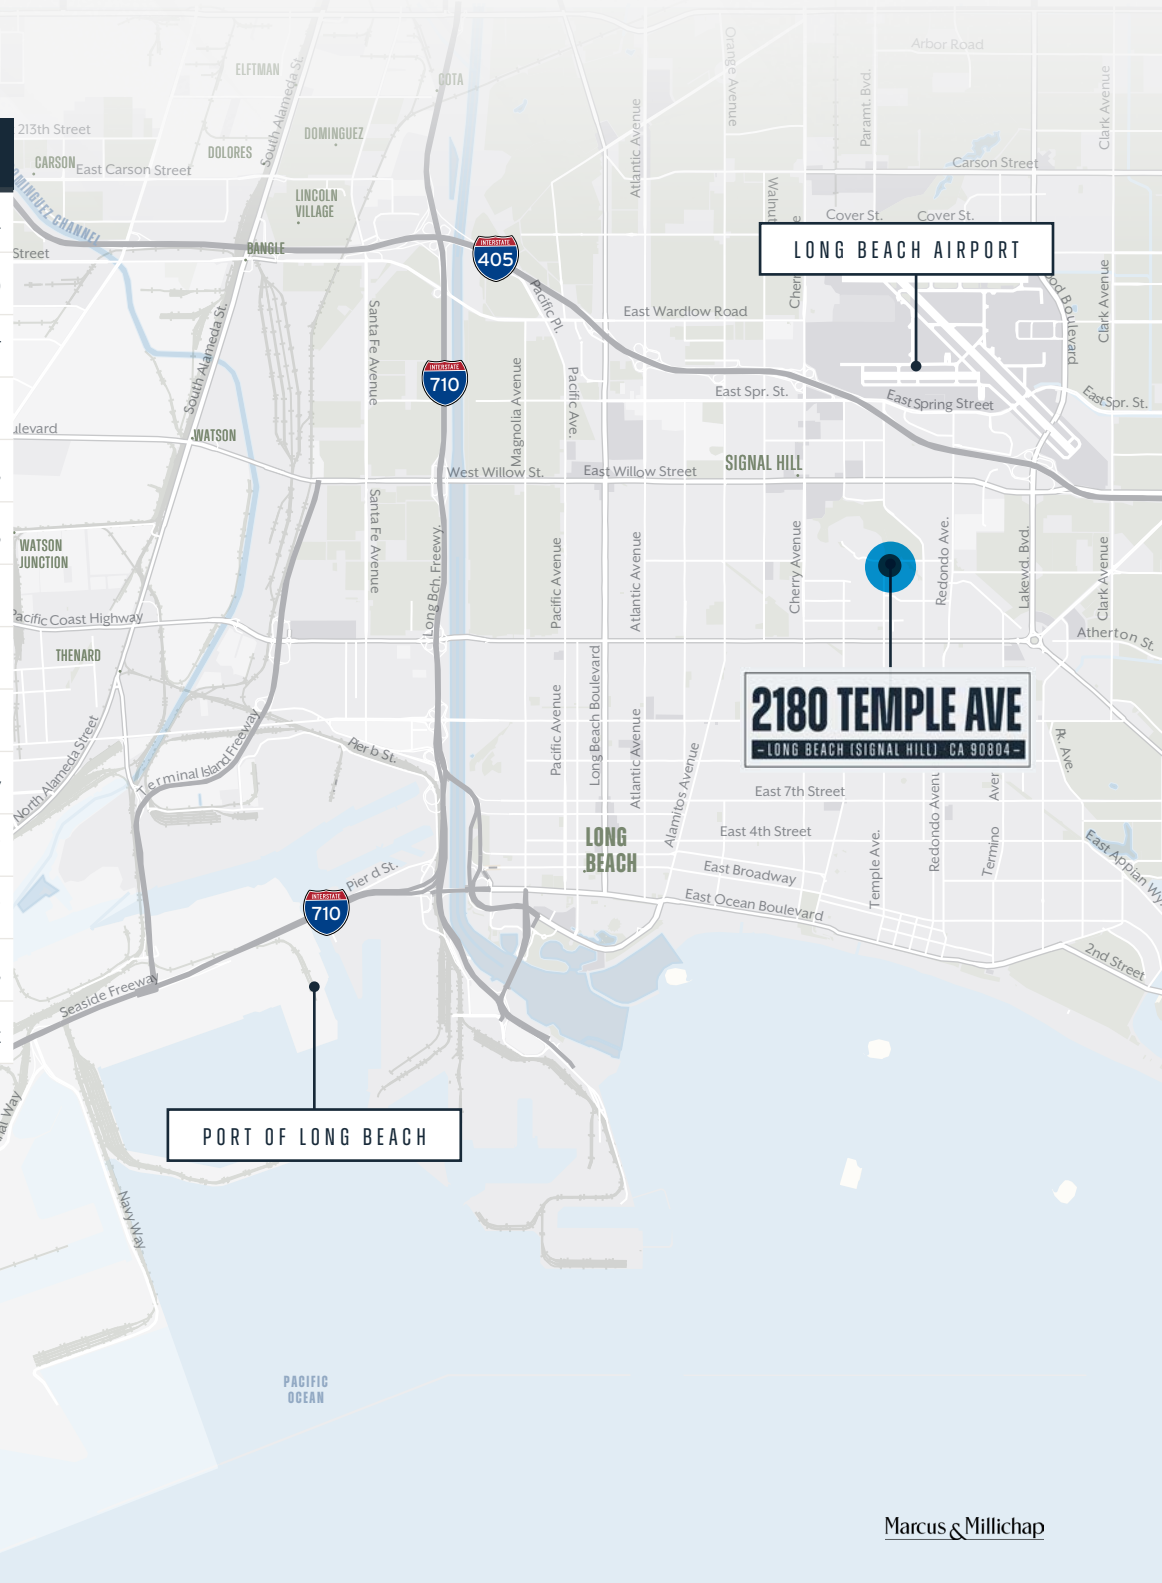 Arbor Road
ELFTMAN
COTA
Orange Avenue
South Alameda St.
Paramt. Bvd.
Clark Avenue
213th Street
DOMINGUEZ
Atlantic Avenue
DOLORES
CARSON
East Carson Street
Carson Street
LINCOLN
VILLAGE
Walnut
Cover St.
Cover St.
BANGLE
Street
INTERSTATE
405
LONG BEACH AIRPORT
Pacific Pl.
Clark Avenue
East Wardlow Road
Santa Fe Avenue
South Alameda St.
INTERSTATE
710
Magnolia Avenue
Pacific Ave.
East Spr. St.
East Spring Street
East Spr. St.
WATSON
SIGNAL HILL
West Willow St.
East Willow Street
Santa Fe Avenue
Long Bch. Freewy.
Pacific Avenue
Atlantic Avenue
Cherry Avenue
Redondo Ave.
Lakewd. Bvd.
Clark Avenue
WATSON
JUNCTION
Pacific Coast Highway
Atherton St.
THENARD
Long Beach Boulevard
Pacific Avenue
Atlantic Avenue
2180 TEMPLE AVE
LONG BEACH (SIGNAL HILL) CA 90804
North Alameda Street
Terminal Island Freeway
Pier b St.
Alamitos Avenue
Pk. Ave.
East 7th Street
East 4th Street
LONG
BEACH
Temple Ave.
Termino
East Appian Wy.
East Broadway
Pier d St.
East Ocean Boulevard
INTERSTATE
710
2nd Street
Seaside Freeway
PORT OF LONG BEACH
Navy Way
PACIFIC
OCEAN
Marcus & Millichap